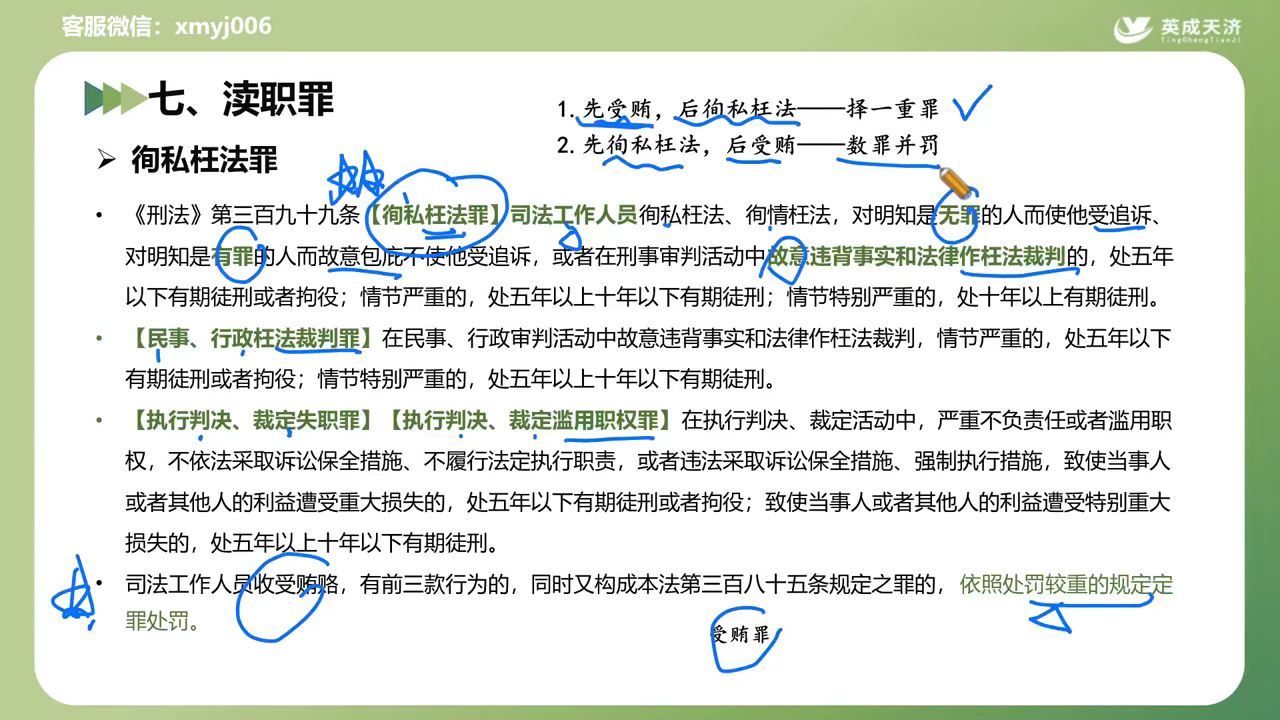 客服微信：xmyj006
英成天济
YingChengTianJi
七、渎职罪
1.先受贿，后徇私枉法——择一重罪
2.先徇私枉法，后受贿——数罪并罚
➢ 徇私枉法罪
• 《刑法》第三百九十九条【徇私枉法罪】司法工作人员徇私枉法、徇情枉法，对明知是无罪的人而使他受追诉、
对明知是有罪的人而故意包庇不使他受追诉，或者在刑事审判活动中故意违背事实和法律作枉法裁判的，处五年
以下有期徒刑或者拘役；情节严重的，处五年以上十年以下有期徒刑；情节特别严重的，处十年以上有期徒刑。
• 【民事、行政枉法裁判罪】在民事、行政审判活动中故意违背事实和法律作枉法裁判，情节严重的，处五年以下
有期徒刑或者拘役；情节特别严重的，处五年以上十年以下有期徒刑。
• 【执行判决、裁定失职罪】【执行判决、裁定滥用职权罪】在执行判决、裁定活动中，严重不负责任或者滥用职
权，不依法采取诉讼保全措施、不履行法定执行职责，或者违法采取诉讼保全措施、强制执行措施，致使当事人
或者其他人的利益遭受重大损失的，处五年以下有期徒刑或者拘役；致使当事人或者其他人的利益遭受特别重大
损失的，处五年以上十年以下有期徒刑。
• 司法工作人员收受贿赂，有前三款行为的，同时又构成本法第三百八十五条规定之罪的，依照处罚较重的规定定
罪处罚。
受贿罪